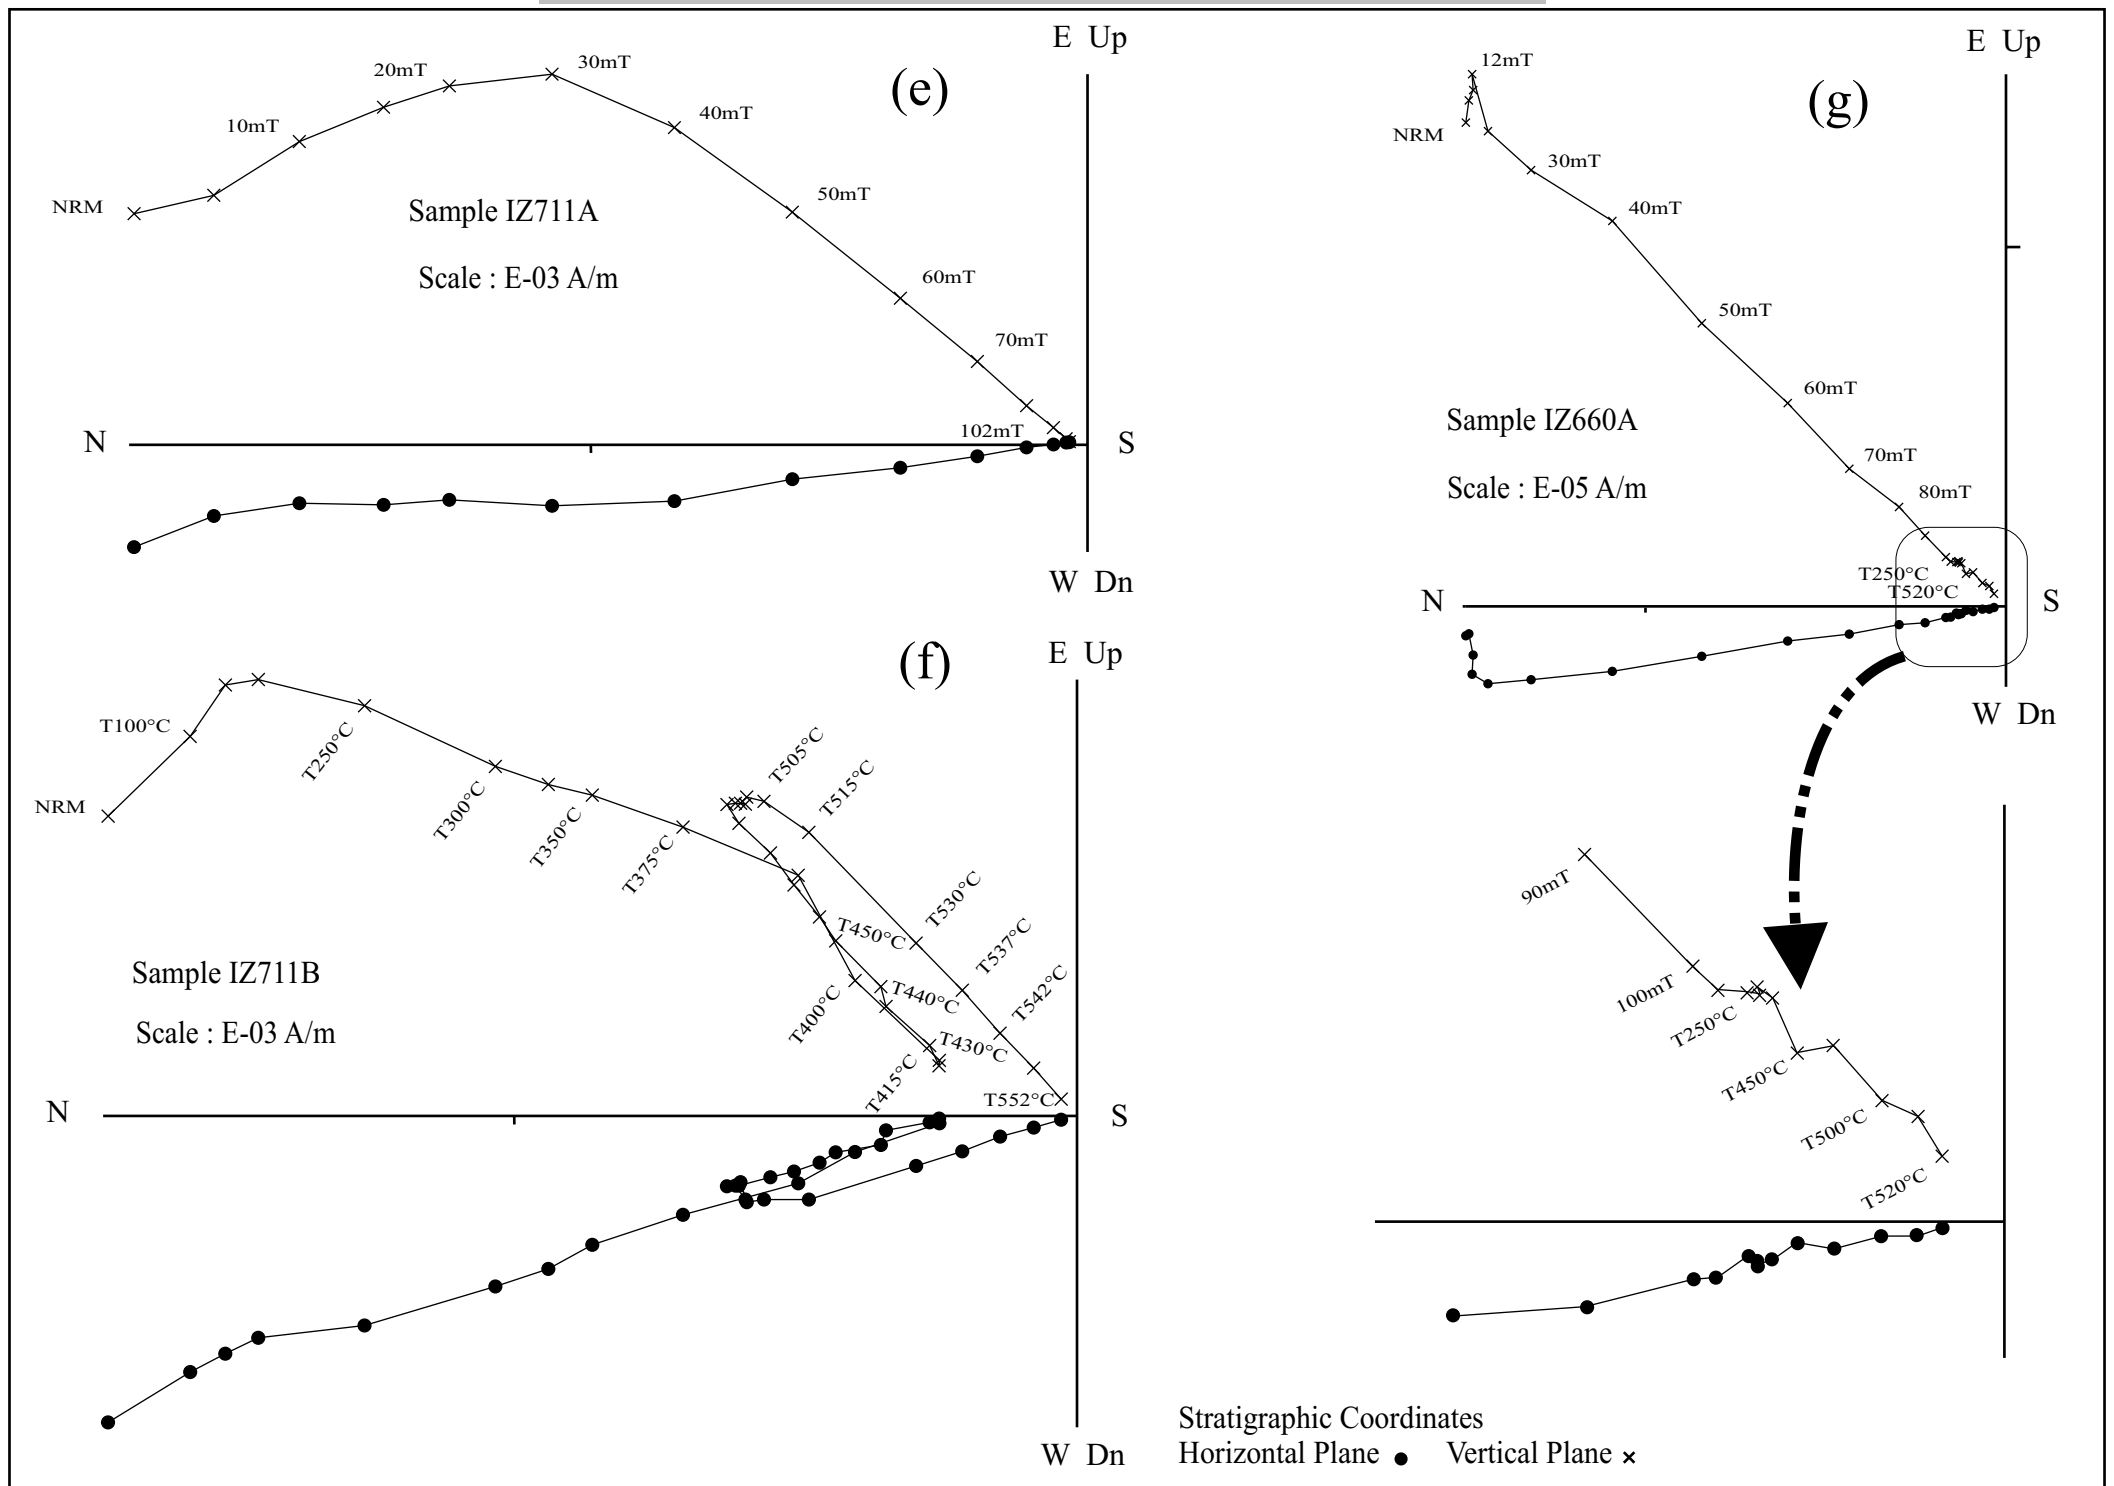 E Up
(e)
NRM
10mT
20mT
30mT
40mT
50mT
60mT
70mT
102mT
Sample IZ711A
Scale : E-03 A/m
N
S
W Dn
E Up
(g)
12mT
NRM
30mT
40mT
50mT
60mT
70mT
80mT
T250°C
T520°C
Sample IZ660A
Scale : E-05 A/m
N
S
W Dn
(f)
E Up
NRM
T100°C
T250°C
T300°C
T350°C
T375°C
T400°C
T415°C
T430°C
T440°C
T450°C
T505°C
T515°C
T530°C
T537°C
T542°C
T552°C
Sample IZ711B
Scale : E-03 A/m
N
S
W Dn
90mT
100mT
T250°C
T450°C
T500°C
T520°C
Stratigraphic Coordinates
Horizontal Plane ● Vertical Plane ×